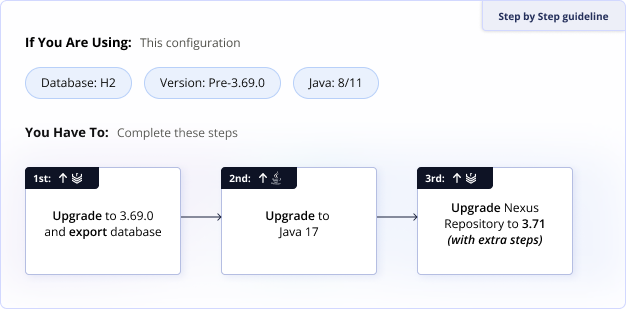 Step by Step guideline
If You Are Using: This configuration
Database: H2
Version: Pre-3.69.0
Java: 8/11
You Have To: Complete these steps
1st:
Upgrade to 3.69.0
and export database
2nd:
Upgrade to
Java 17
3rd:
Upgrade Nexus
Repository to 3.71
(with extra steps)